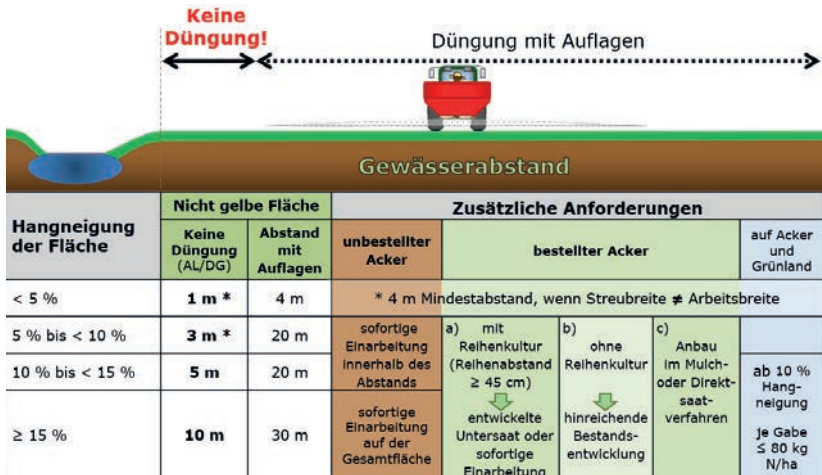 Keine
Düngung!
Düngung mit Auflagen
Gewässerabstand
Hangneigung
der Fläche
Nicht gelbe Fläche
Keine
Düngung
(AL/DG)
Abstand
mit
Auflagen
Zusätzliche Anforderungen
unbestellter
Acker
bestellter Acker
auf Acker
und
Grünland
< 5 %
1 m *
4 m
* 4 m Mindestabstand, wenn Streubreite ≠ Arbeitsbreite
5 % bis < 10 %
3 m *
20 m
10 % bis < 15 %
5 m
20 m
≥ 15 %
10 m
30 m
sofortige
Einarbeitung
innerhalb des
Abstands
sofortige
Einarbeitung
auf der
Gesamtfläche
a) mit
Reihenkultur
(Reihenabstand
≥ 45 cm)
entwickelte
Untersaat oder
sofortige
Einarbeitung
b)
ohne
Reihenkultur
hinreichende
Bestands-
entwicklung
c) Anbau
im Mulch-
oder Direkt-
saat-
verfahren
ab 10 %
Hang-
neigung
je Gabe
≤ 80 kg
N/ha